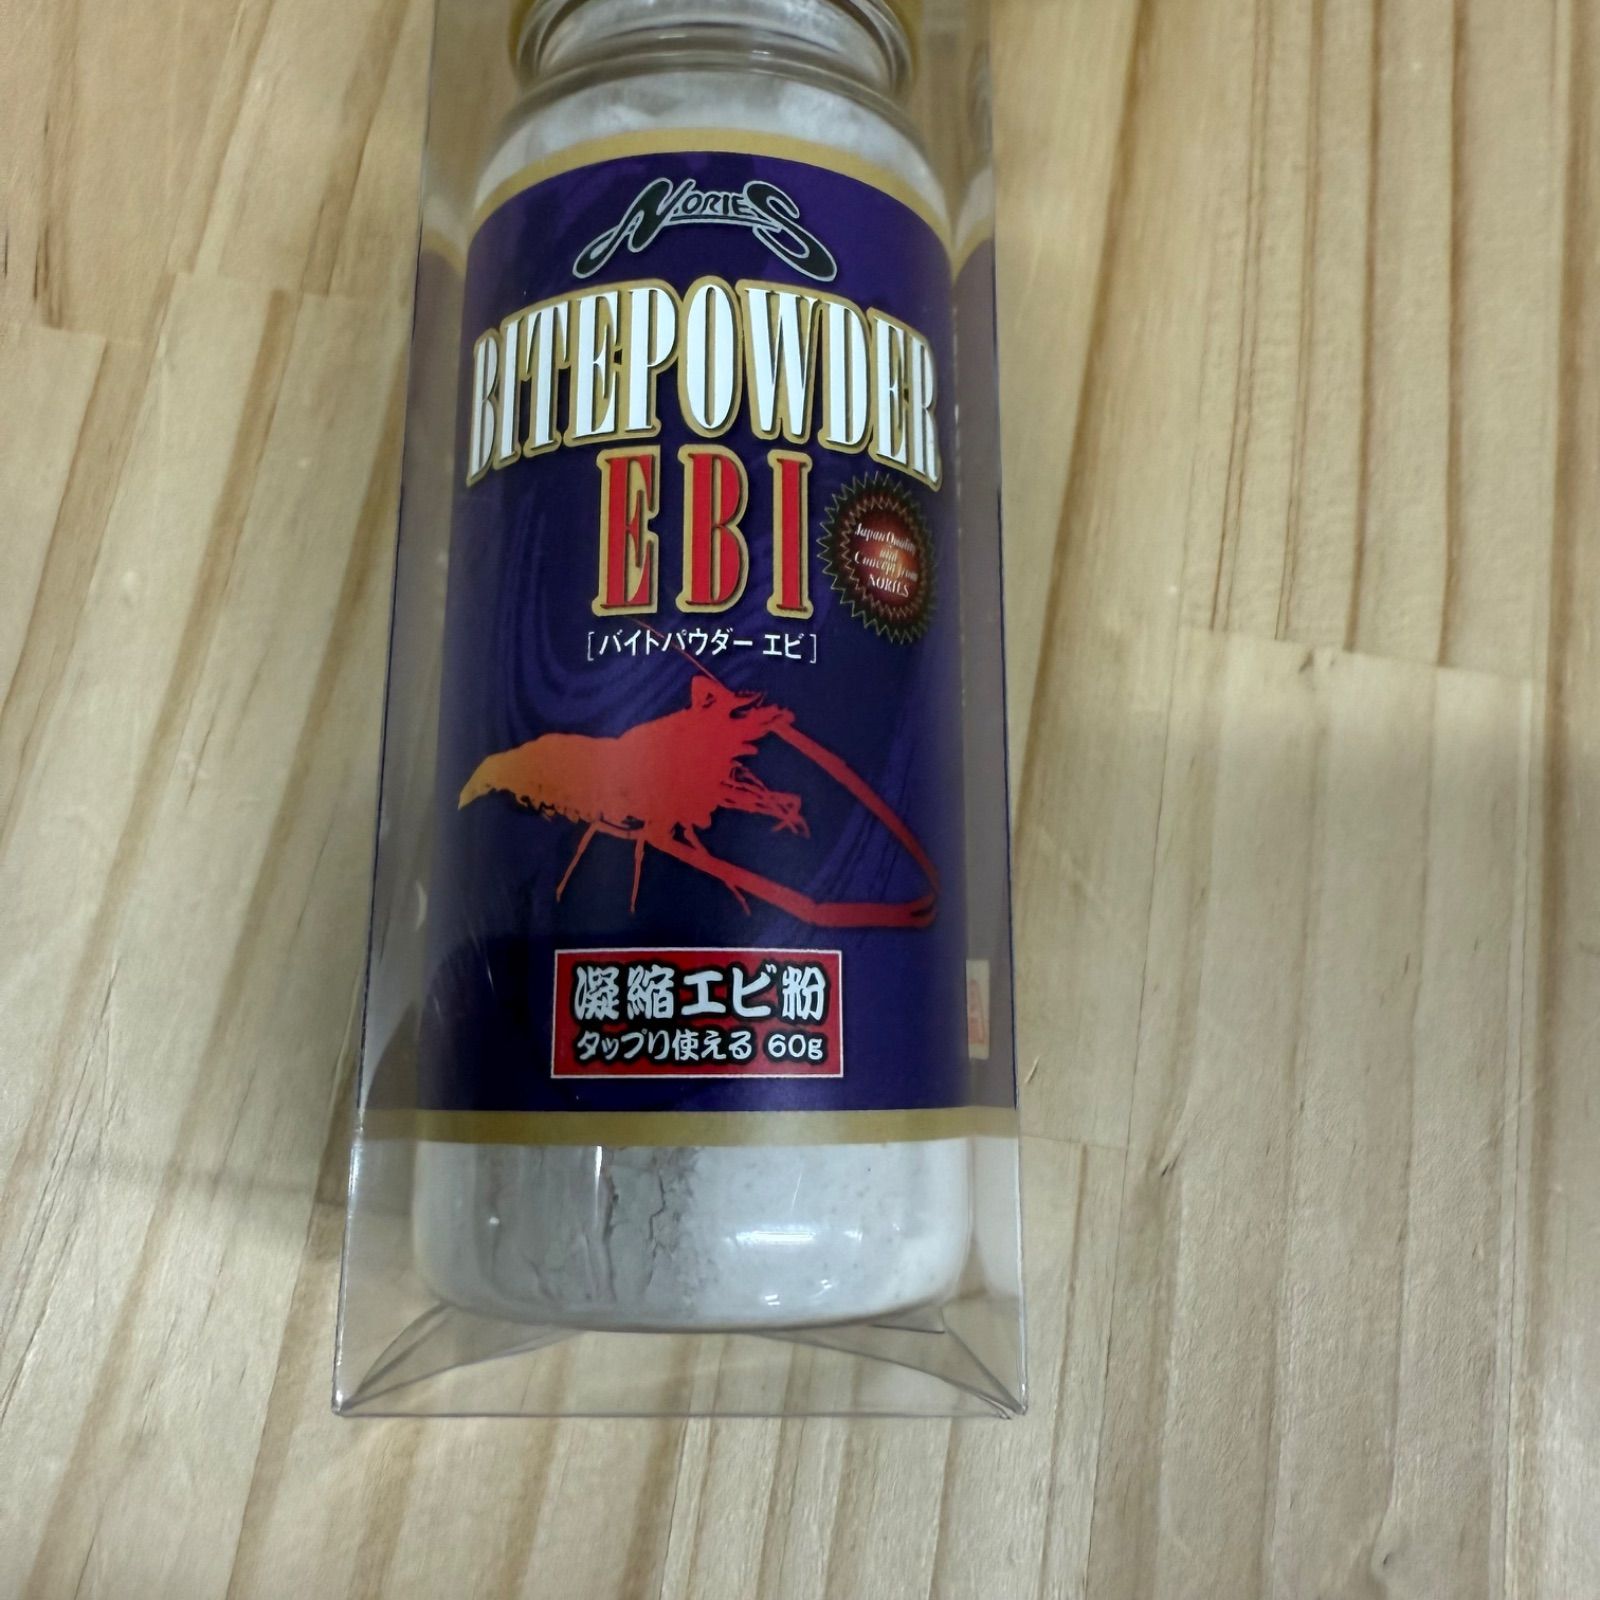 NORIES
BITEPOWDER
EBI
Japan Quality
and
Concept from
NORIES
[バイトパウダー エビ]
凝縮エビ粉
タップリ使える 60g